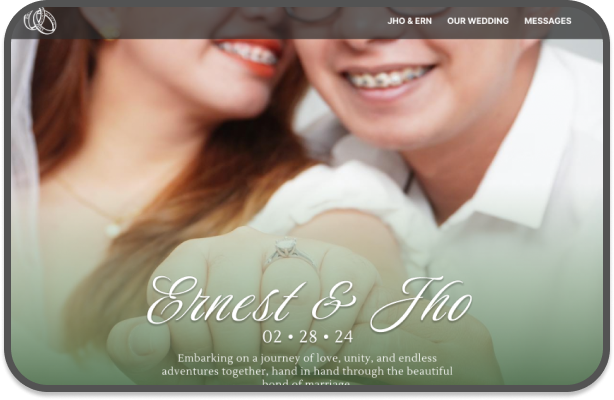 JHO & ERN OUR WEDDING MESSAGES
Ernest & Jho
02 • 28 • 24
Embarking on a journey of love, unity, and endless
adventures together, hand in hand through the beautiful
bond of marriage